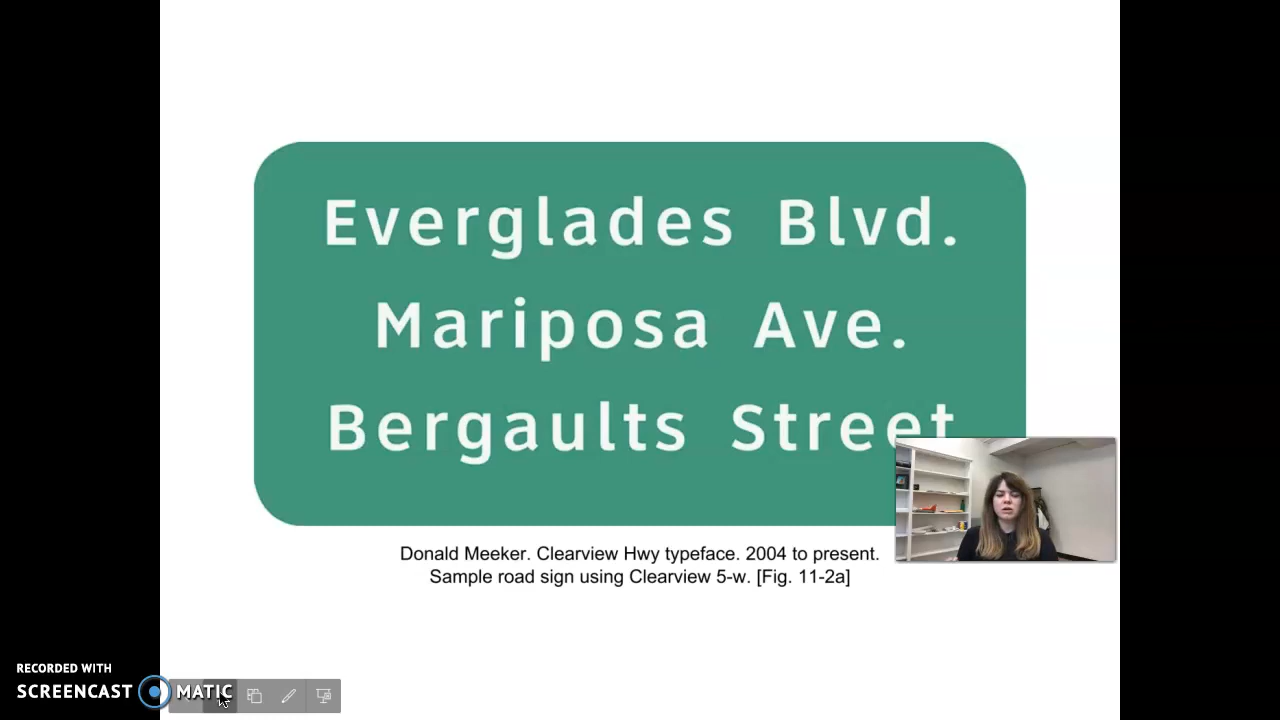 Everglades Blvd.
Mariposa Ave.
Bergaults Street
Donald Meeker. Clearview Hwy typeface. 2004 to present.
Sample road sign using Clearview 5-w. [Fig. 11-2a]
RECORDED WITH
SCREENCAST MATIC